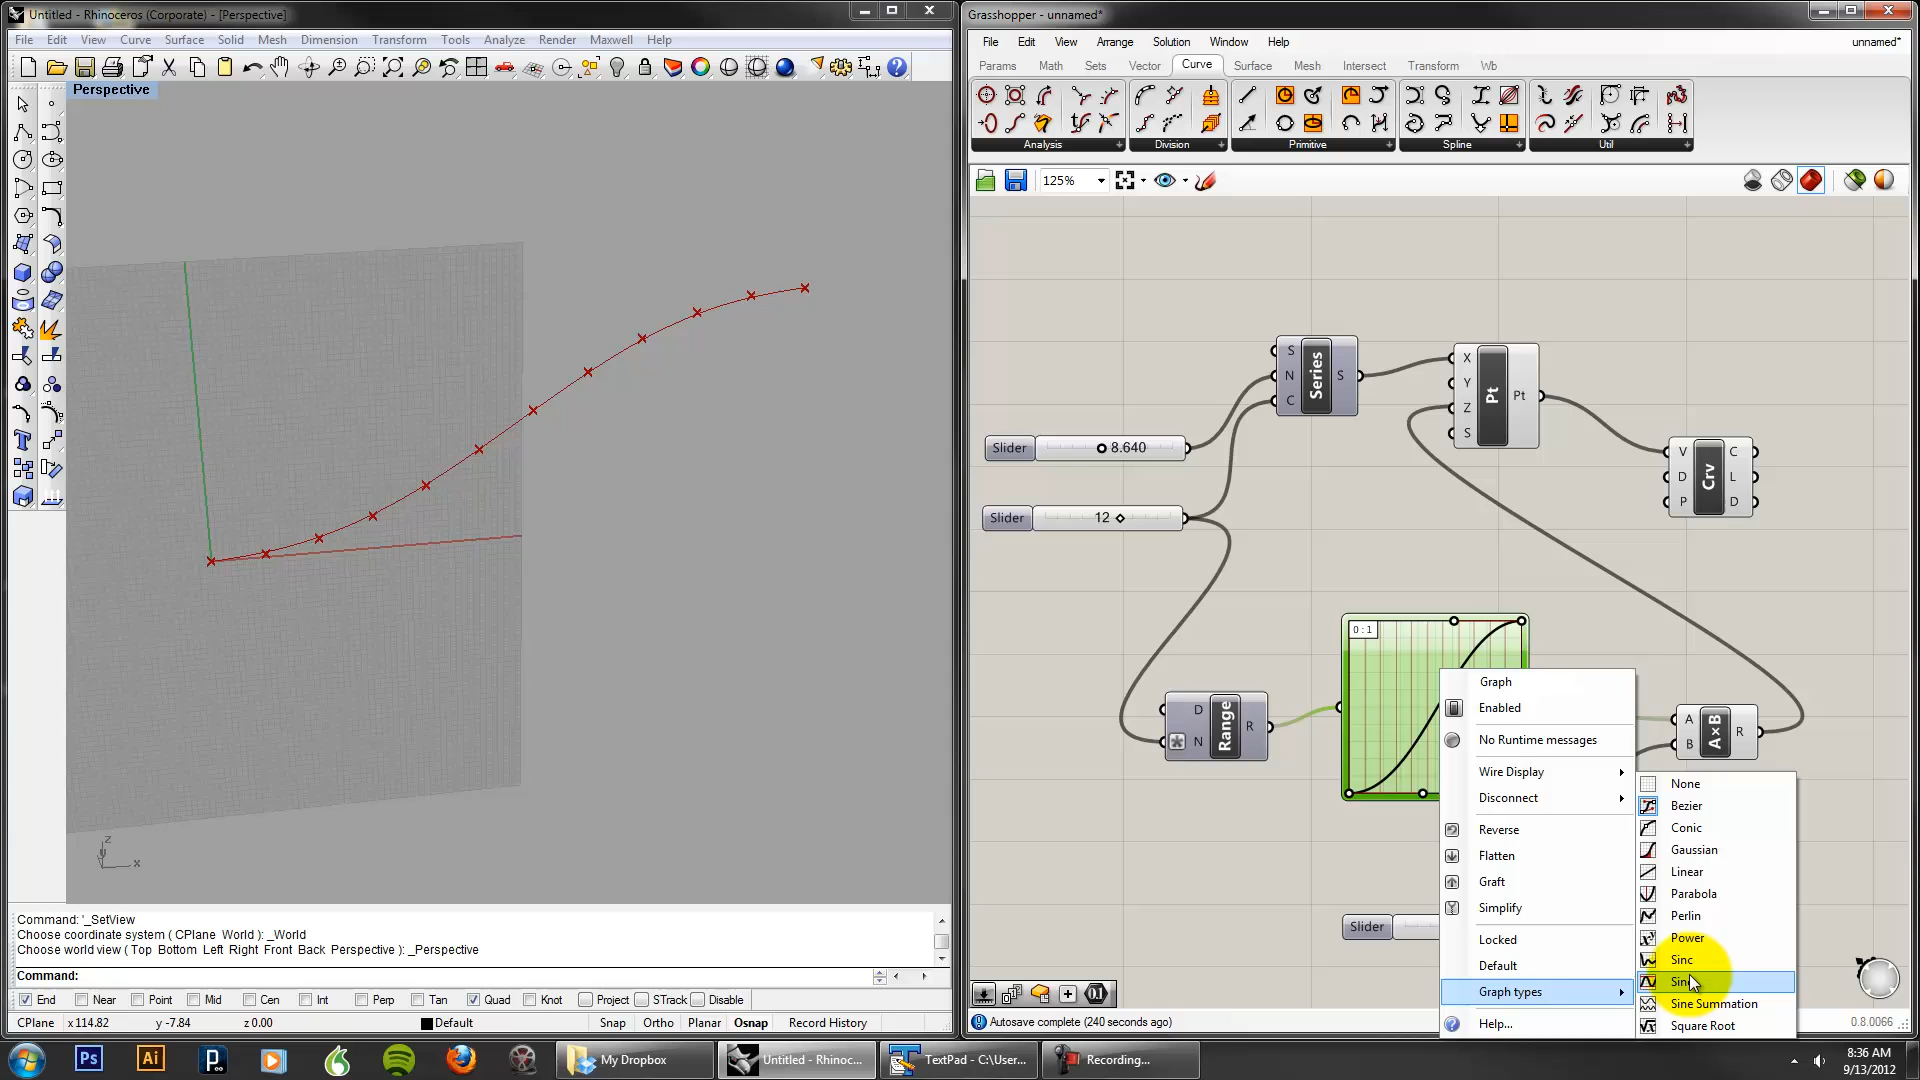 Untitled - Rhinoceros (Corporate) - [Perspective]
File Edit View Curve Surface Solid Mesh Dimension Transform Tools Analyze Render Maxwell Help
Perspective
z
y
x
Command: '_SetView
Choose coordinate system ( CPlane World ): _World
Choose world view ( Top Bottom Left Right Front Back Perspective ): _Perspective
Command:
End Near Point Mid Cen Int Perp Tan Quad Knot Project STrack Disable
CPlane x 114.82 y -7.84 z 0.00 Default Snap Ortho Planar Osnap Record History
Grasshopper - unnamed*
File Edit View Arrange Solution Window Help unnamed*
Params Math Sets Vector Curve Surface Mesh Intersect Transform Wb
Analysis Division Primitive Spline Util
125%
S N C Series S
X Y Z S Pt Pt
Slider 8.640
V D P Crv C L D
Slider 12
0 : 1
D N Range R
A B A×B R
Slider
Graph
Enabled
No Runtime messages
Wire Display
Disconnect
Reverse
Flatten
Graft
Simplify
Locked
Default
Graph types
Help...
None
Bezier
Conic
Gaussian
Linear
Parabola
Perlin
Power
Sinc
Sine Summation
Square Root
Autosave complete (240 seconds ago) 0.8.0066
Ps Ai My Dropbox Untitled - Rhinoc... TextPad - C:\User... Recording...
8:36 AM
9/13/2012